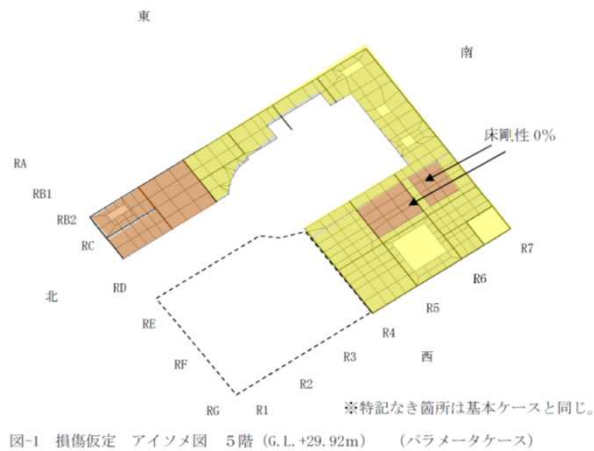 東
南
床剛性 0%
RA
RB1
RB2
RC
RD
北
RE
RF
RG
R1
R2
R3
R4
R5
R6
R7
西
※特記なき箇所は基本ケースと同じ。
図-1 損傷仮定 アイソメ図 5階 (G.L.+29.92m) (パラメータケース)